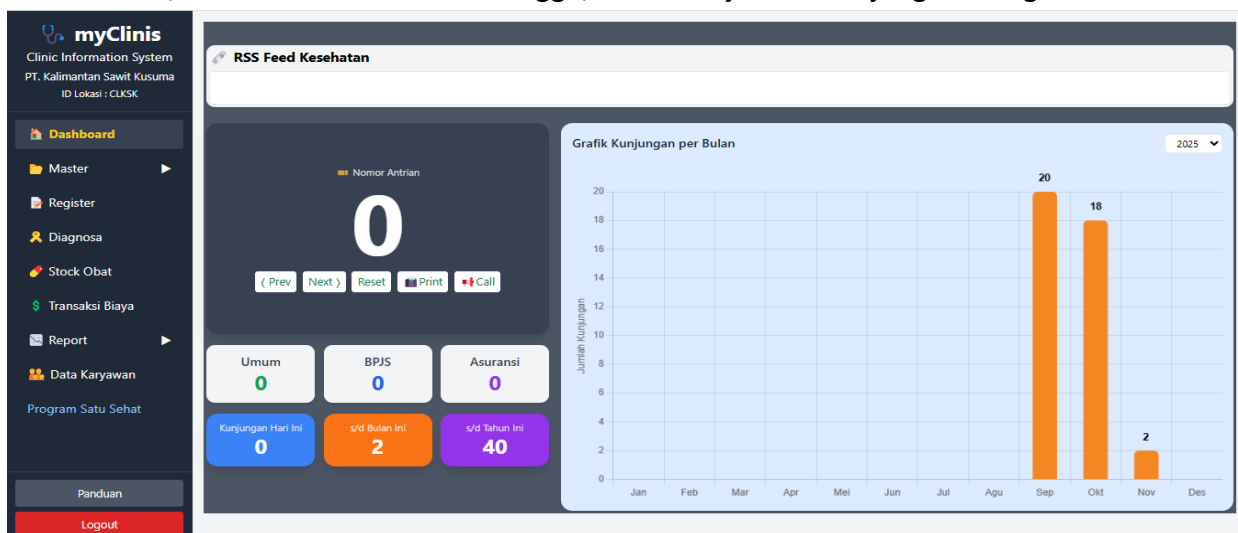 myClinis
Clinic Information System
PT. Kalimantan Sawit Kusuma
ID Lokasi : CLKSK
Dashboard
Master
Register
Diagnosa
Stock Obat
Transaksi Biaya
Report
Data Karyawan
Program Satu Sehat
Panduan
Logout
RSS Feed Kesehatan
Nomor Antrian
0
⟨ Prev Next ⟩ Reset Print Call
Umum BPJS Asuransi
0 0 0
Kunjungan Hari Ini s/d Bulan Ini s/d Tahun Ini
0 2 40
Grafik Kunjungan per Bulan 2025
Jumlah Kunjungan
20
18
16
14
12
10
8
6
4
2
0
20
18
2
Jan Feb Mar Apr Mei Jun Jul Agu Sep Okt Nov Des